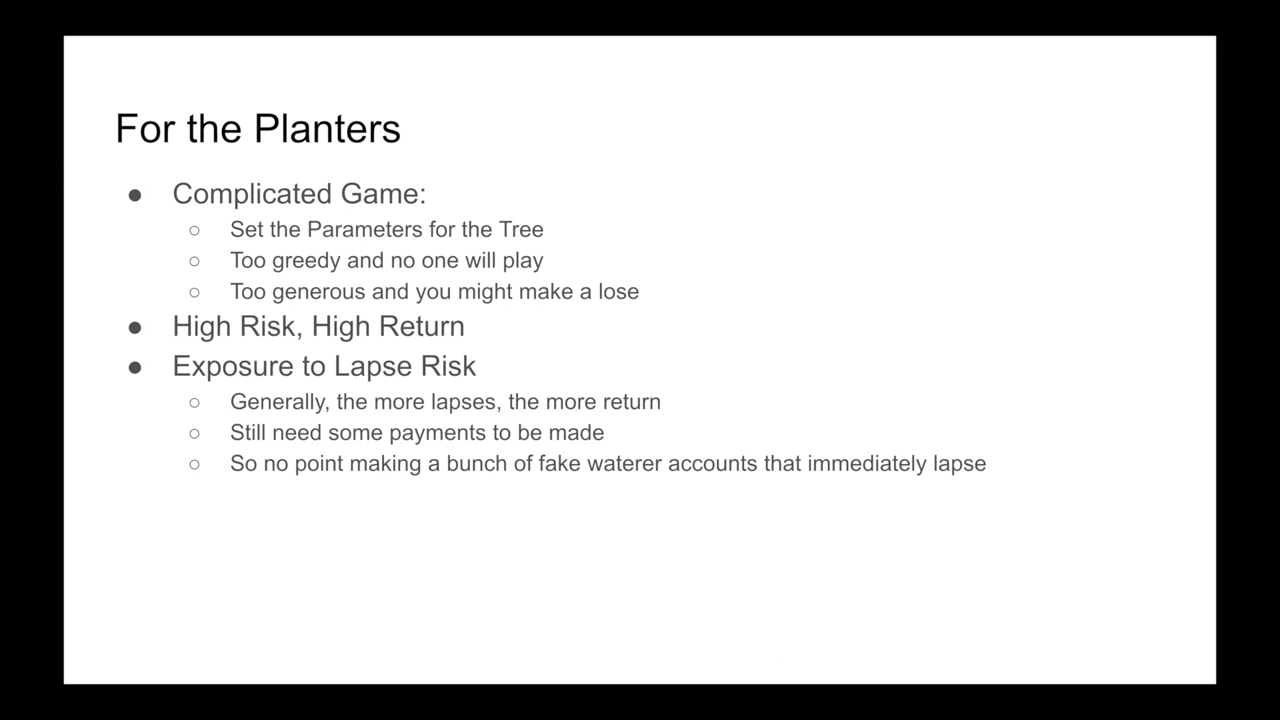 For the Planters
● Complicated Game:
○ Set the Parameters for the Tree
○ Too greedy and no one will play
○ Too generous and you might make a lose
● High Risk, High Return
● Exposure to Lapse Risk
○ Generally, the more lapses, the more return
○ Still need some payments to be made
○ So no point making a bunch of fake waterer accounts that immediately lapse